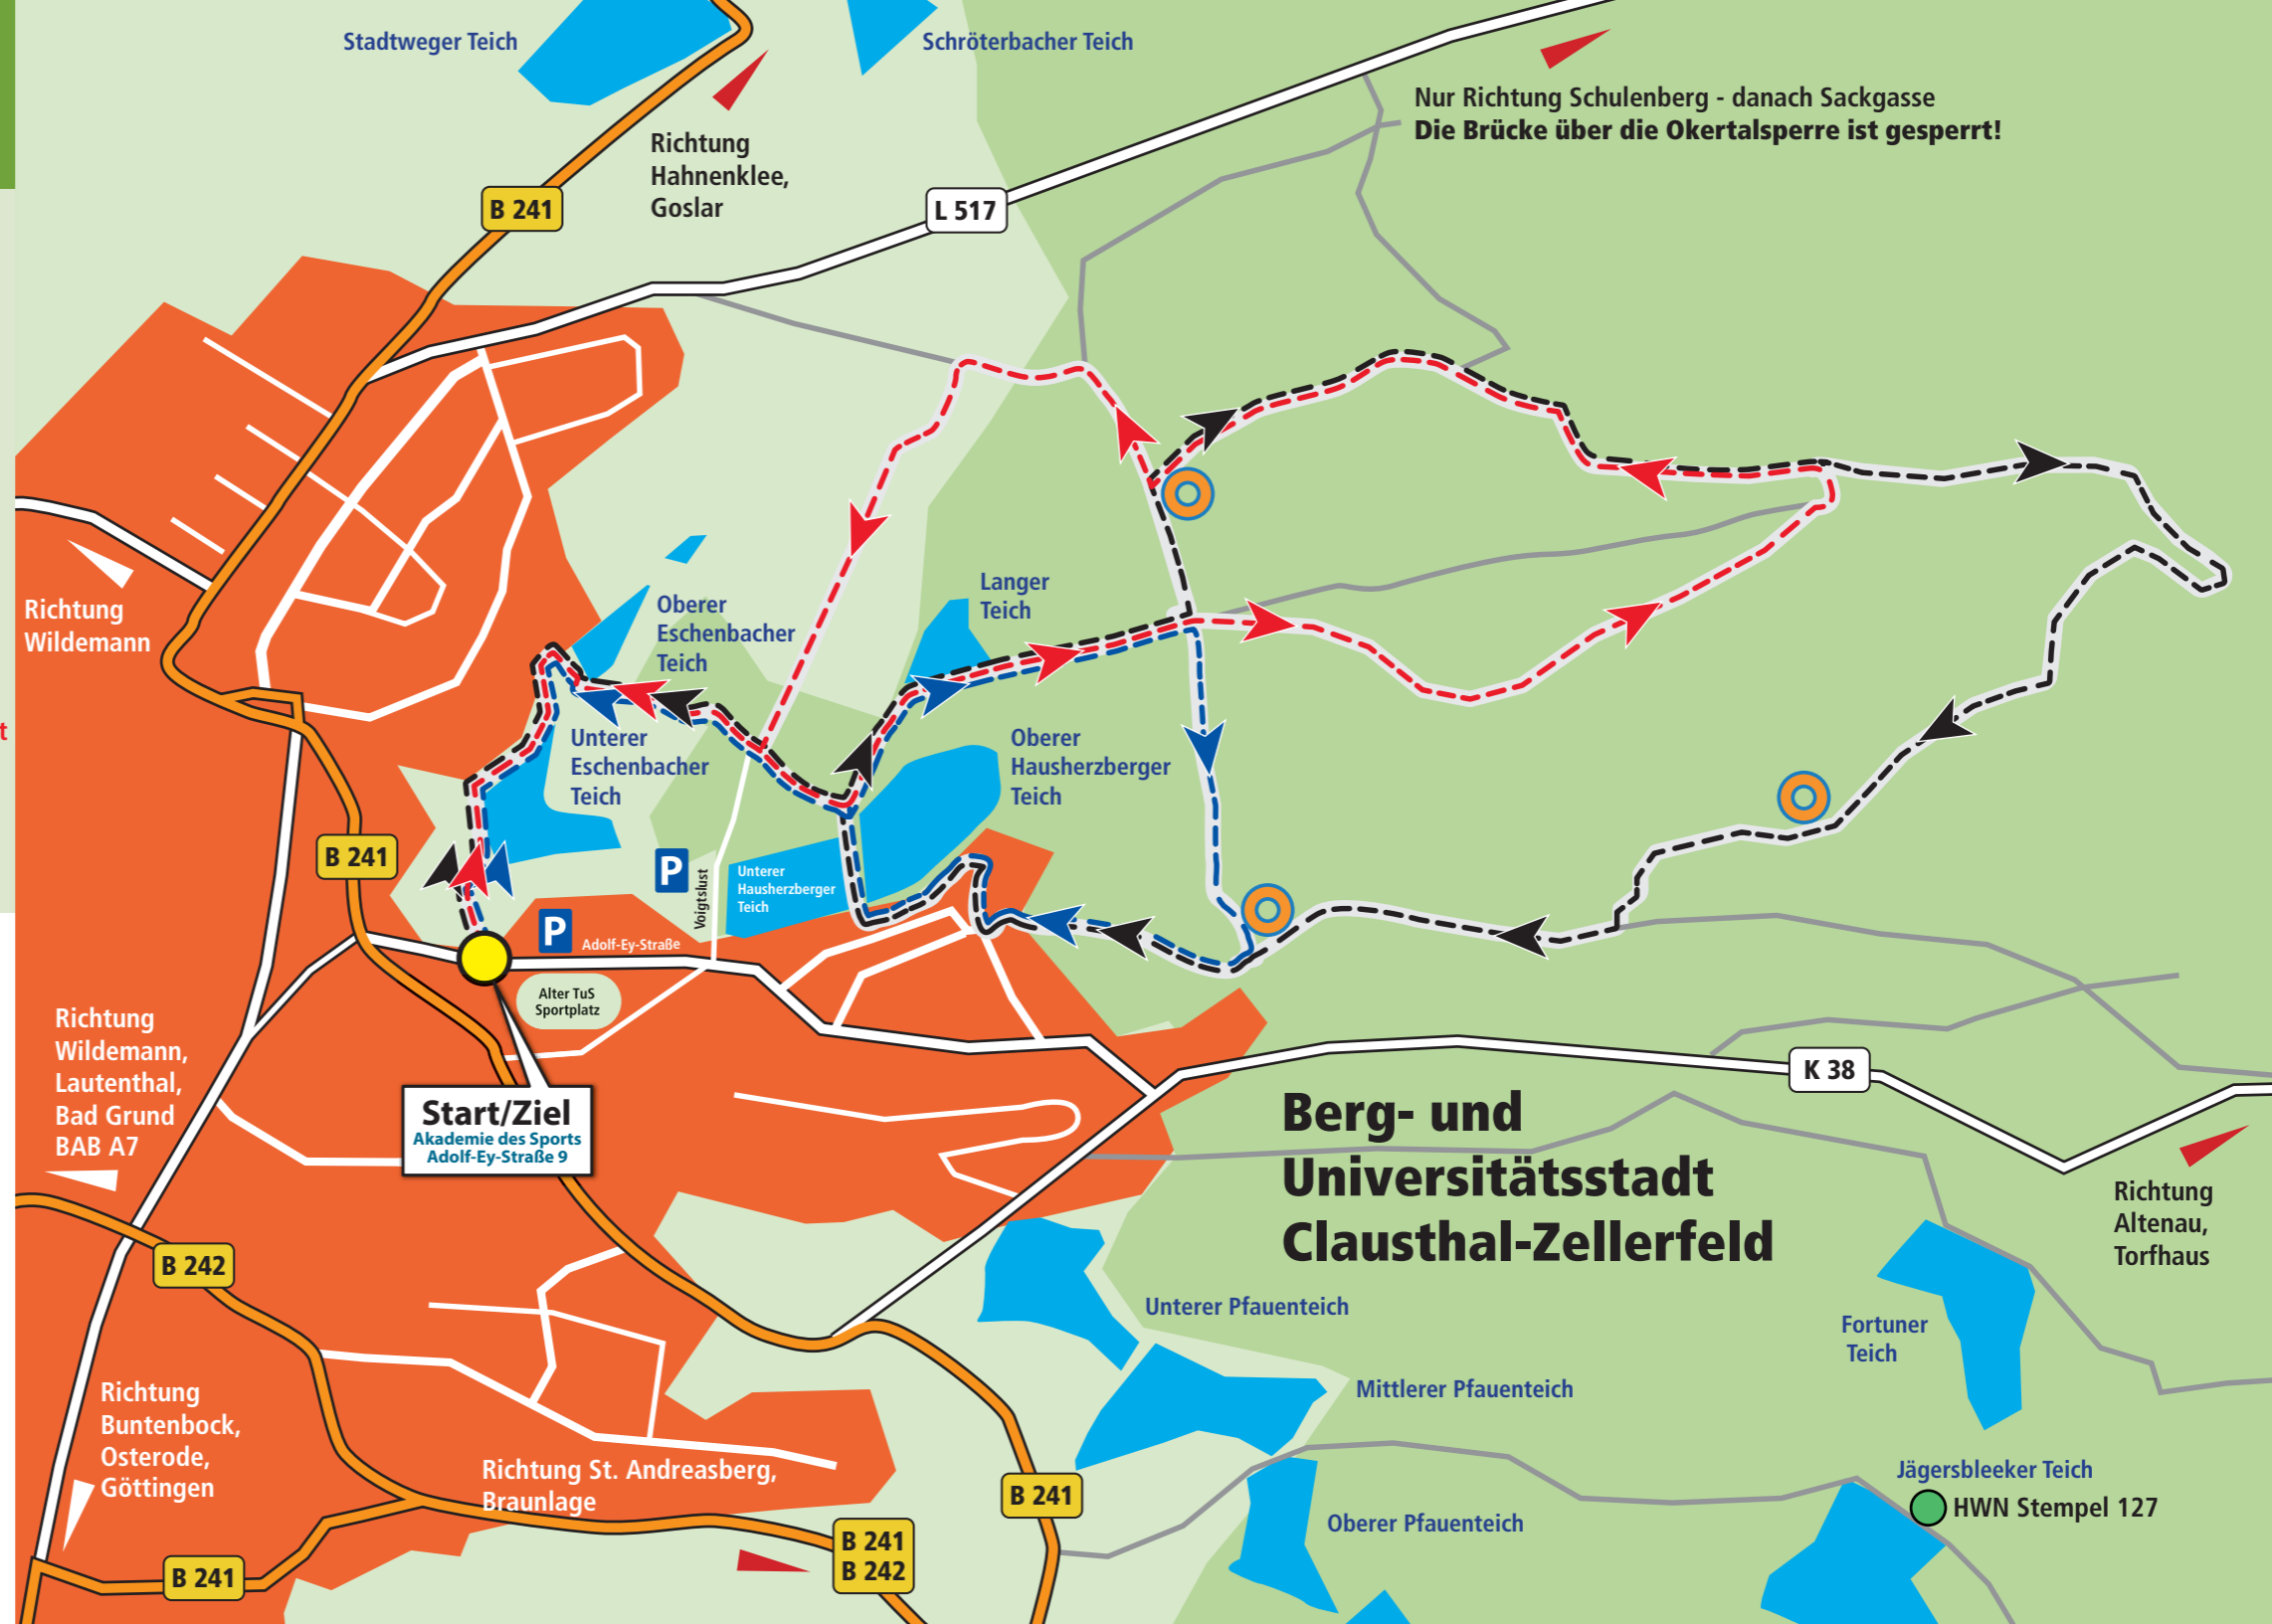 Stadtweger Teich
Schröterbacher Teich
Nur Richtung Schulenberg - danach Sackgasse
Die Brücke über die Okertalsperre ist gesperrt!
Richtung
Hahnenklee,
Goslar
B 241
L 517
Richtung
Wildemann
Oberer
Eschenbacher
Teich
Langer
Teich
t
Unterer
Eschenbacher
Teich
Oberer
Hausherzberger
Teich
B 241
P
Voigtslust
Unterer
Hausherzberger
Teich
P
Adolf-Ey-Straße
Alter TuS
Sportplatz
Richtung
Wildemann,
Lautenthal,
Bad Grund
BAB A7
Start/Ziel
Akademie des Sports
Adolf-Ey-Straße 9
K 38
Berg- und
Universitätsstadt
Clausthal-Zellerfeld
Richtung
Altenau,
Torfhaus
B 242
Unterer Pfauenteich
Fortuner
Teich
Mittlerer Pfauenteich
Richtung
Buntenbock,
Osterode,
Göttingen
Richtung St. Andreasberg,
Braunlage
B 241
Jägersbleeker Teich
HWN Stempel 127
Oberer Pfauenteich
B 241
B 242
B 241